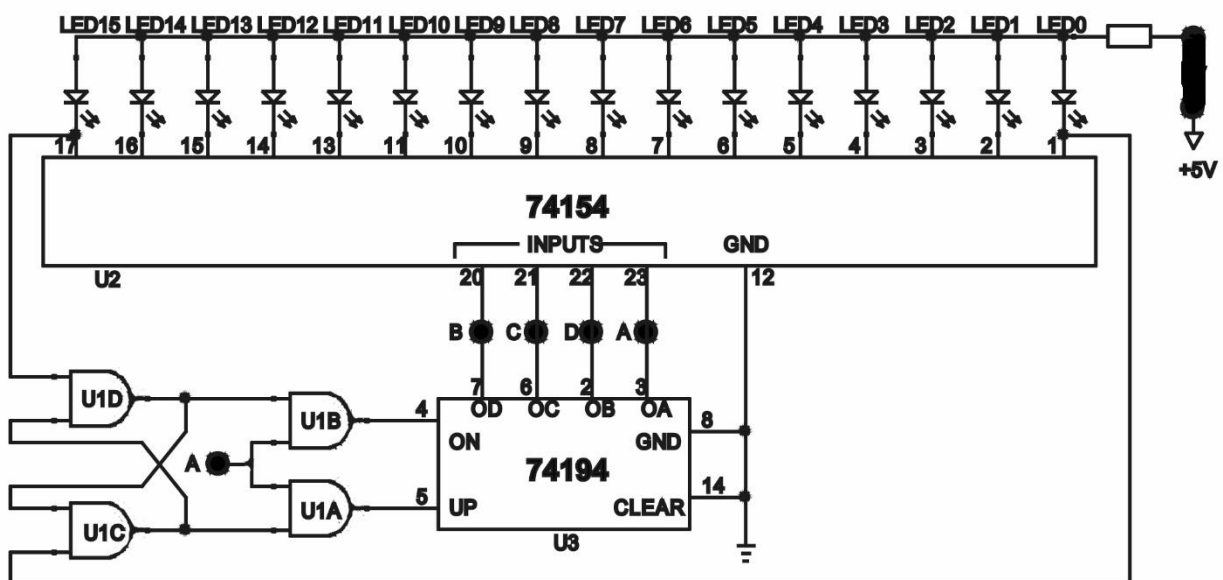 LED15 LED14 LED13 LED12 LED11 LED10 LED9 LED8 LED7 LED6 LED5 LED4 LED3 LED2 LED1 LED0
17 16 15 14 13 11 10 9 8 7 6 5 4 3 2 1
+5V
74154
INPUTS GND
U2 20 21 22 23 12
B C D A
7 6 2 3
U1D OD OC OB OA
U1B 4 8
ON GND
A 74194
5 14
U1A UP CLEAR
U1C U3